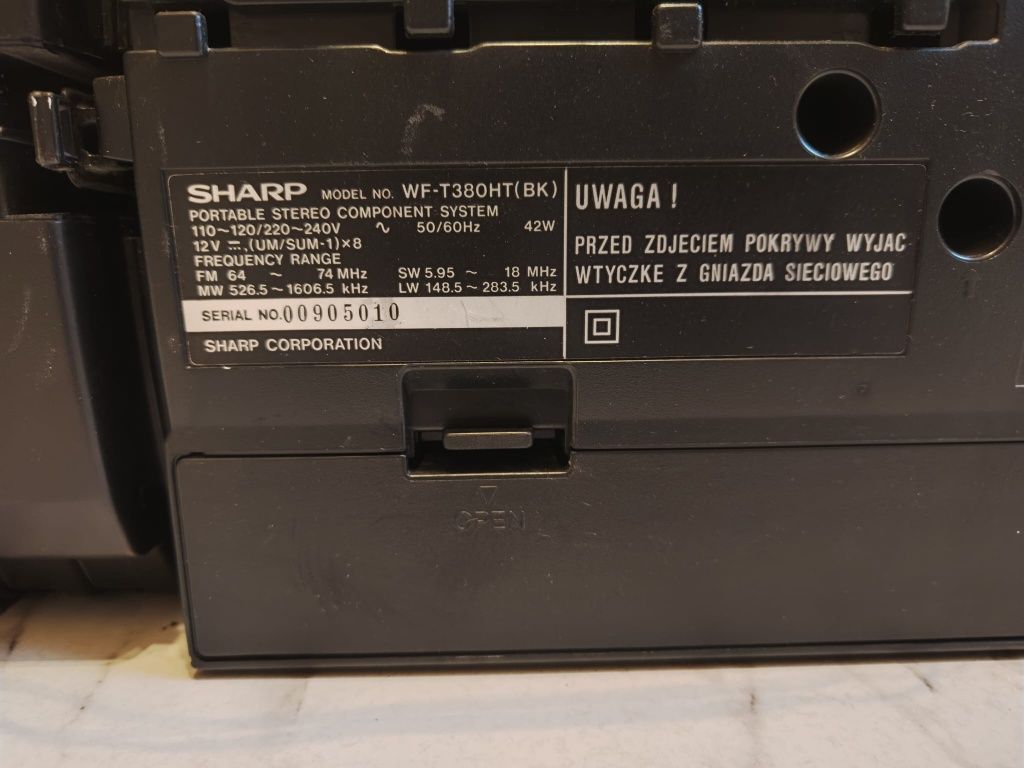 SHARP MODEL NO. WF-T380HT(BK)
PORTABLE STEREO COMPONENT SYSTEM
110~120/220~240V ∿ 50/60Hz 42W
12V ⎓,(UM/SUM-1)×8
FREQUENCY RANGE
FM 64 ~ 74 MHz SW 5.95 ~ 18 MHz
MW 526.5~1606.5 kHz LW 148.5~283.5 kHz
SERIAL NO.00905010
SHARP CORPORATION
UWAGA !
PRZED ZDJECIEM POKRYWY WYJAC
WTYCZKE Z GNIAZDA SIECIOWEGO
OPEN